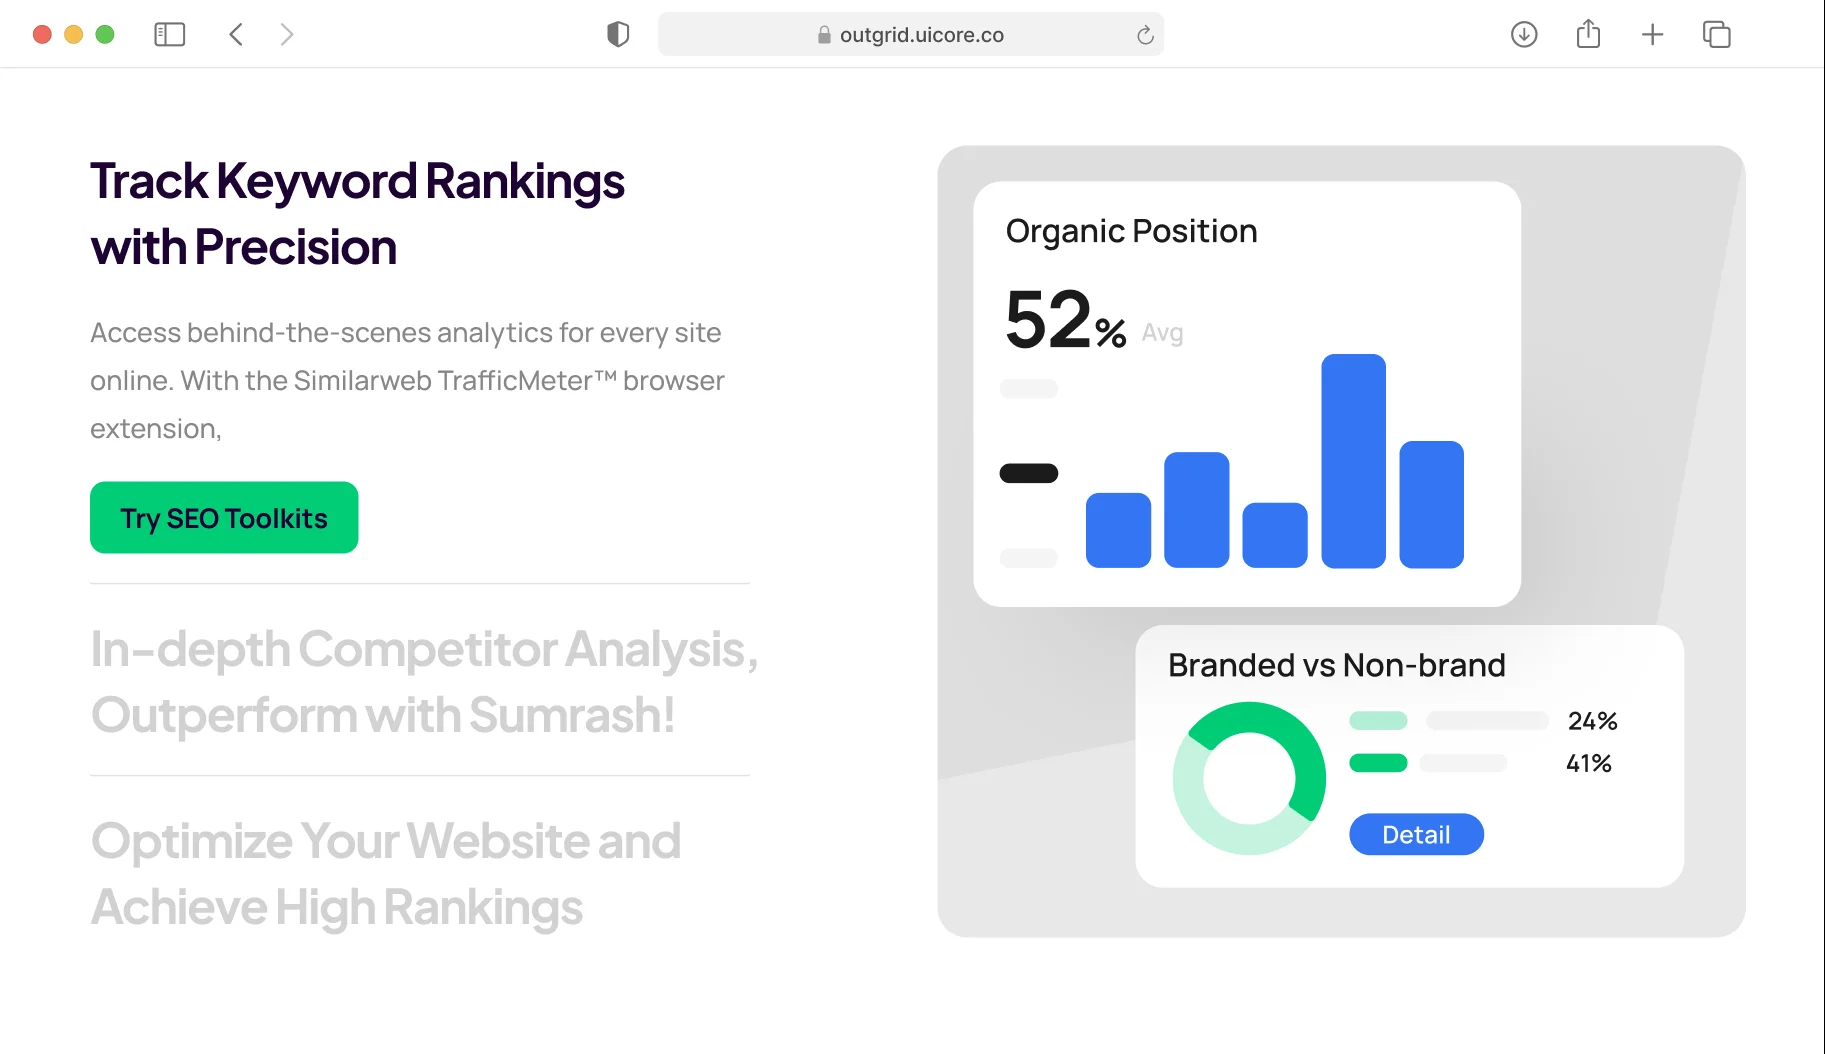 outgrid.uicore.co
Track Keyword Rankings
with Precision
Access behind-the-scenes analytics for every site
online. With the Similarweb TrafficMeter™ browser
extension,
Try SEO Toolkits
In-depth Competitor Analysis,
Outperform with Sumrash!
Optimize Your Website and
Achieve High Rankings
Organic Position
52% Avg
Branded vs Non-brand
24%
41%
Detail